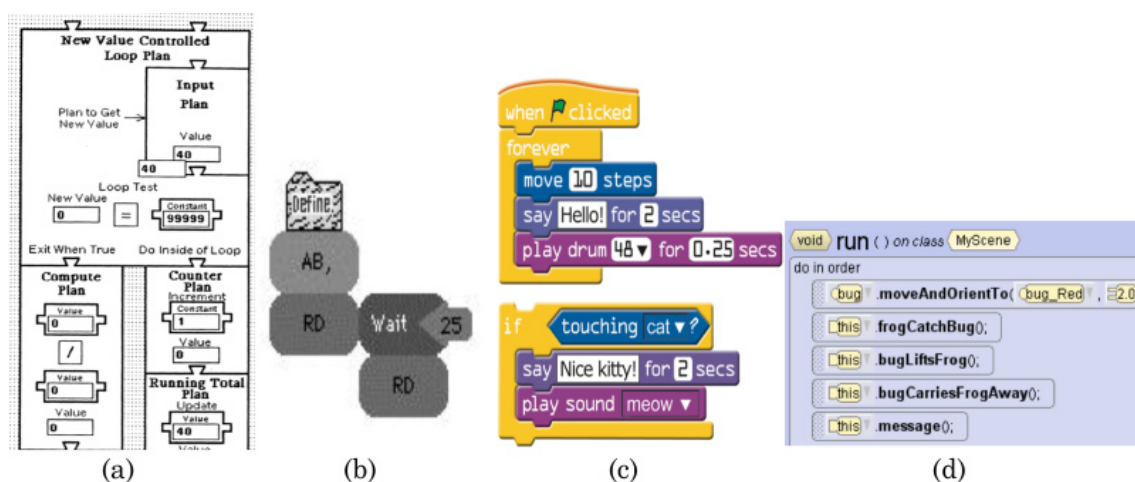 New Value Controlled
Loop Plan
Input
Plan
Plan to Get
New Value
Value
40
40
Loop Test
New Value
0
=
Constant
99999
Exit When True
Do Inside of Loop
Compute
Plan
Value
0
/
Value
0
Value
0
Counter
Plan
Increment
Constant
1
Value
0
Running Total
Plan
Update
Value
40
Value
(a)
Define
AB,
RD
Wait
25
RD
(b)
when clicked
forever
move 10 steps
say Hello! for 2 secs
play drum 48 for 0.25 secs
if touching cat ?
say Nice kitty! for 2 secs
play sound meow
(c)
void run () on class MyScene
do in order
bug .moveAndOrientTo( bug_Red , 2.0
this .frogCatchBug();
this .bugLiftsFrog();
this .bugCarriesFrogAway();
this .message();
(d)